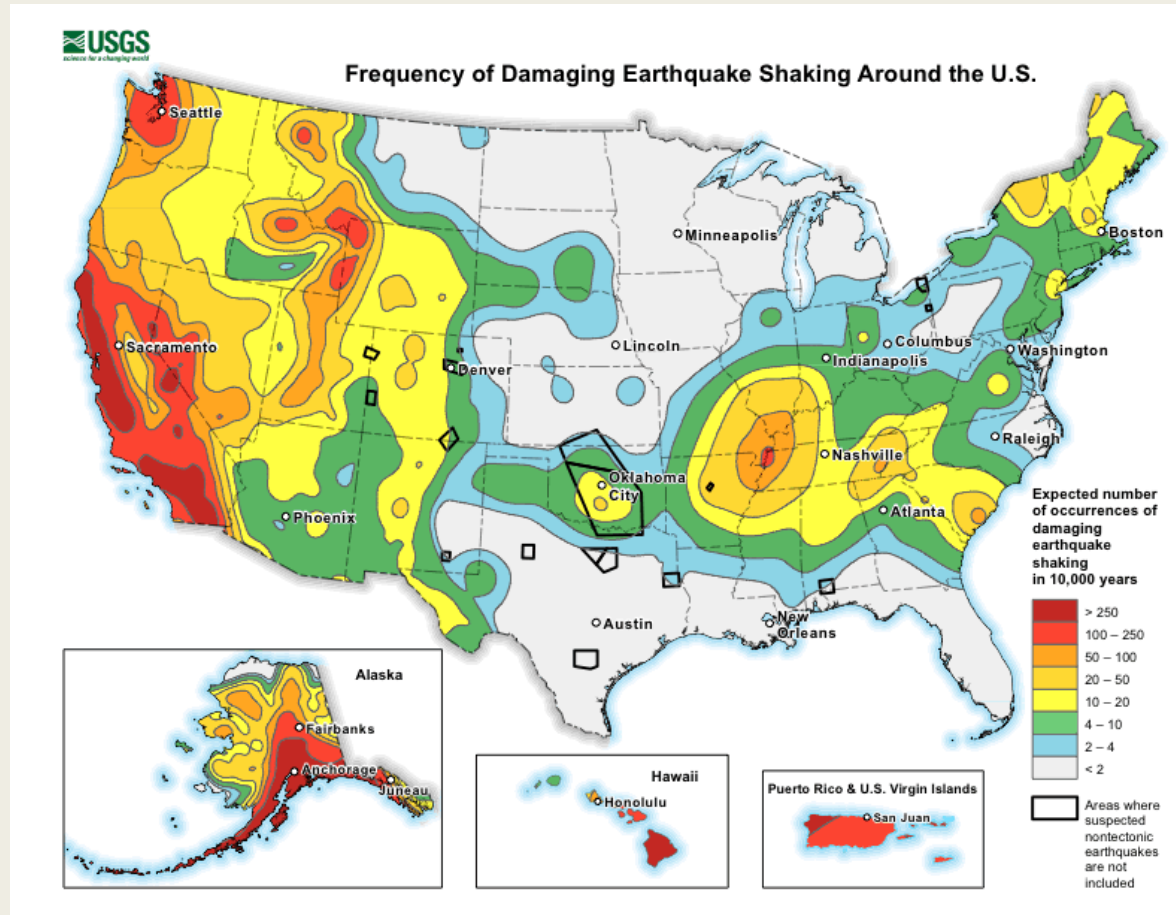 USGS
science for a changing world
Frequency of Damaging Earthquake Shaking Around the U.S.
Seattle
Minneapolis
Boston
Sacramento
Lincoln
Columbus
Indianapolis
Washington
Denver
Raleigh
Nashville
Oklahoma
City
Phoenix
Atlanta
Austin
New
Orleans
Expected number
of occurrences of
damaging
earthquake
shaking
in 10,000 years
> 250
100 – 250
50 – 100
20 – 50
10 – 20
4 – 10
2 – 4
< 2
Areas where
suspected
nontectonic
earthquakes
are not
included
Alaska
Fairbanks
Anchorage
Juneau
Hawaii
Honolulu
Puerto Rico & U.S. Virgin Islands
San Juan